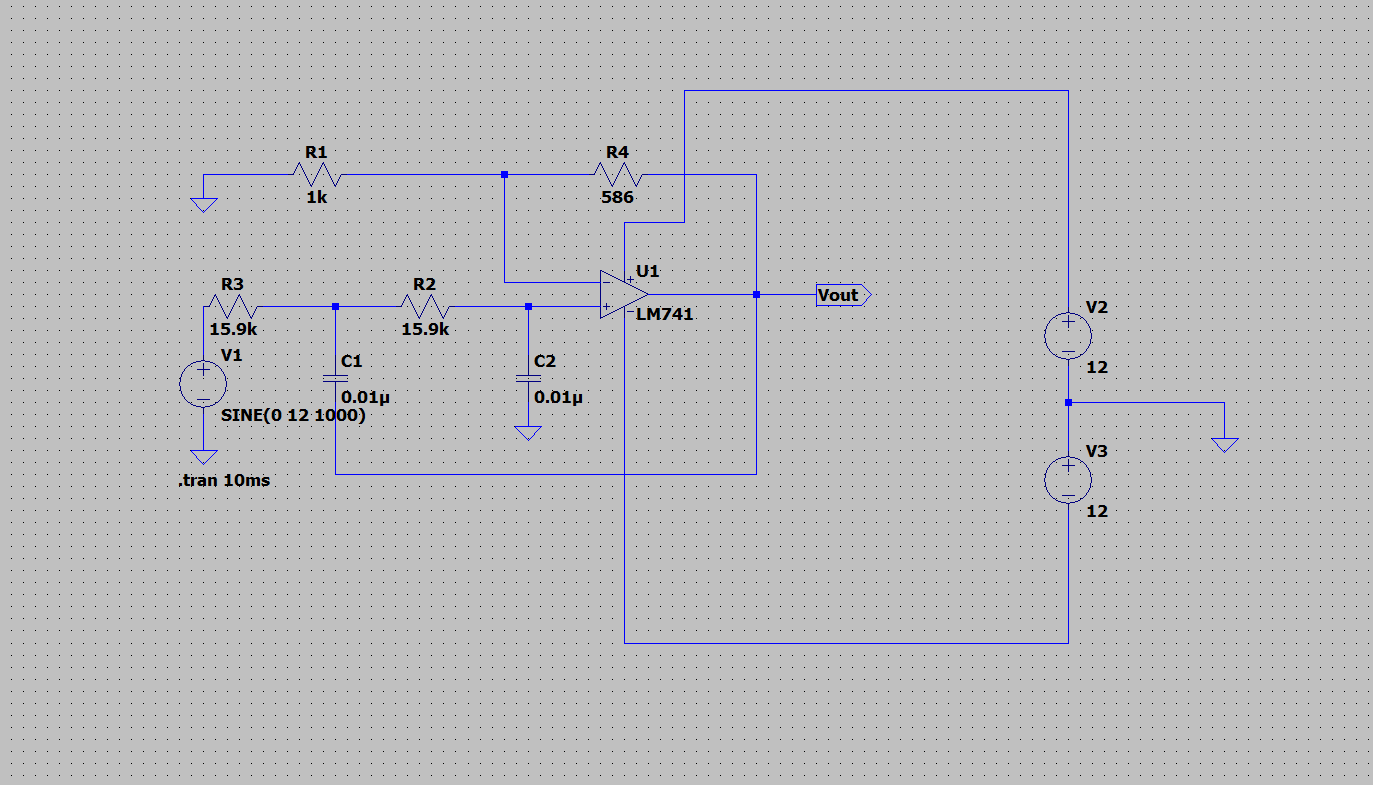 R1
1k
R4
586
R3
15.9k
R2
15.9k
U1
LM741
Vout
V1
SINE(0 12 1000)
C1
0.01µ
C2
0.01µ
.tran 10ms
V2
12
V3
12